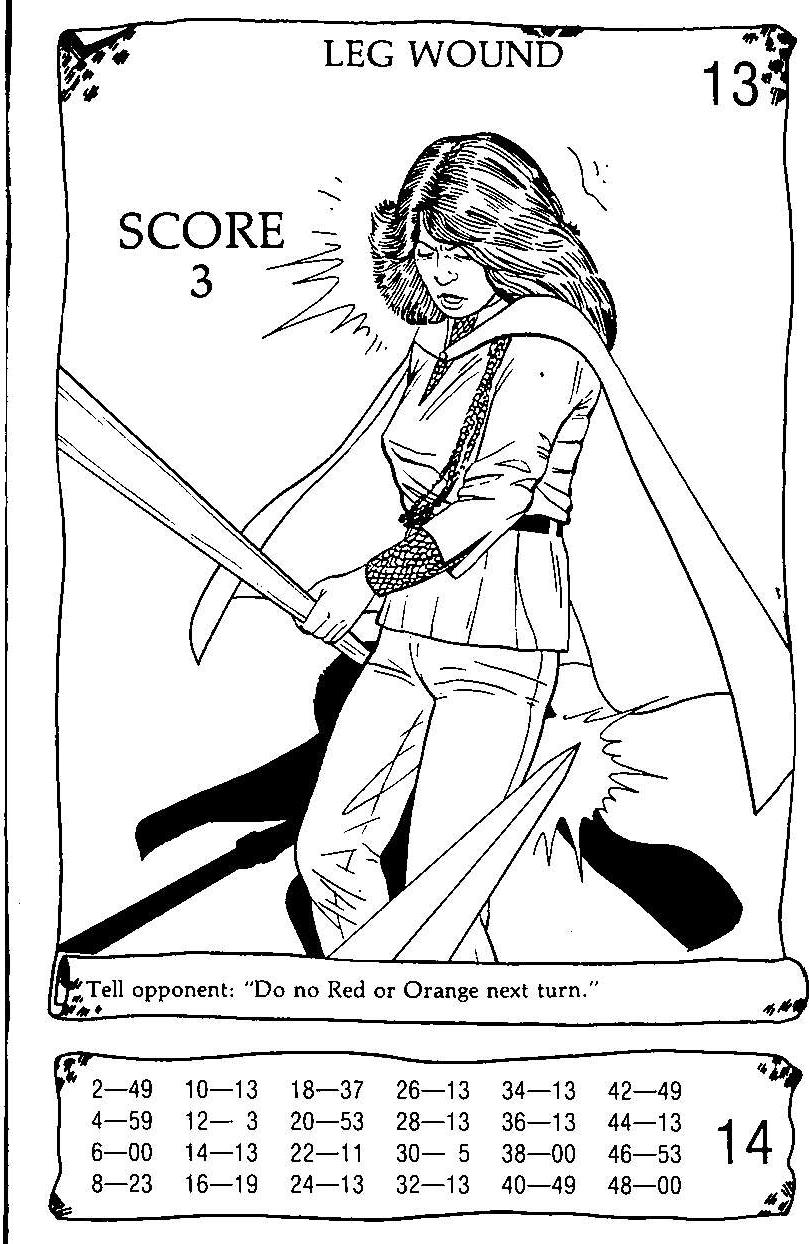 LEG WOUND
13
SCORE
3
Tell opponent: "Do no Red or Orange next turn."
2—49 10—13 18—37 26—13 34—13 42—49
4—59 12— 3 20—53 28—13 36—13 44—13
6—00 14—13 22—11 30— 5 38—00 46—53
8—23 16—19 24—13 32—13 40—49 48—00
14